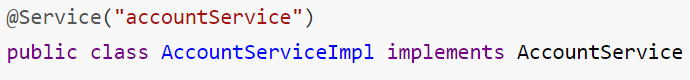 @Service("accountService")
public class AccountServiceImpl implements AccountService